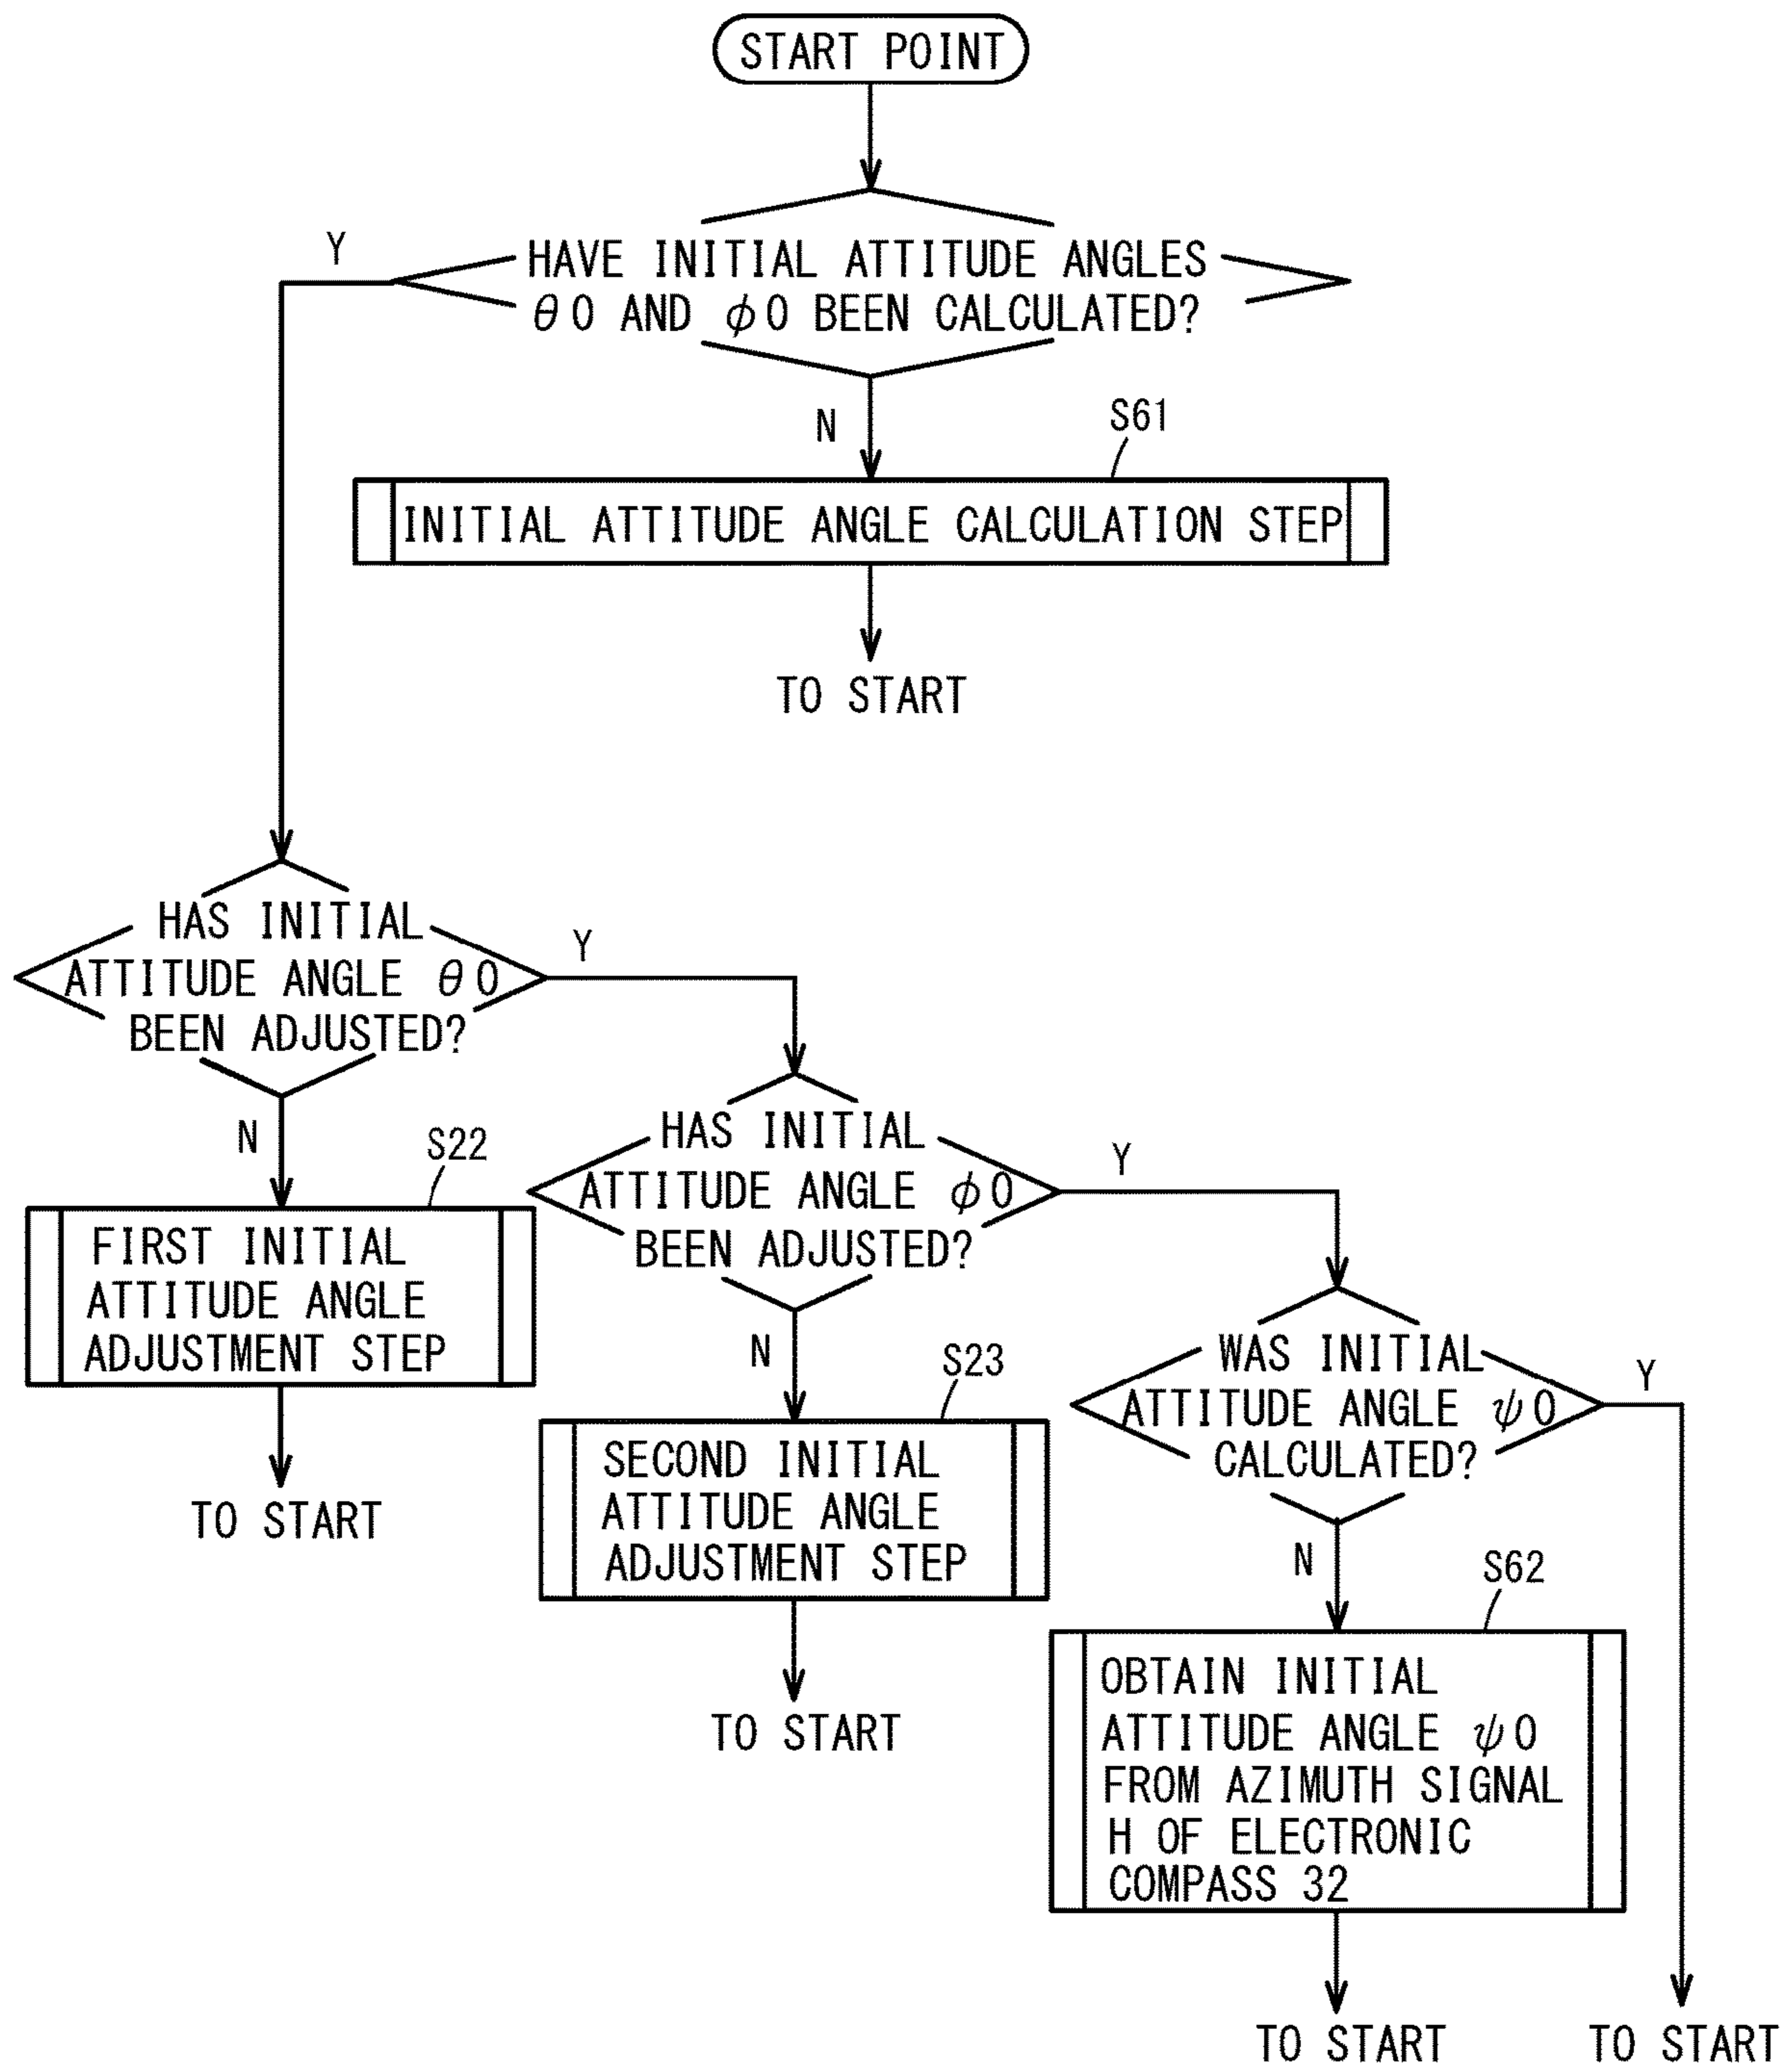 START POINT
Y
HAVE INITIAL ATTITUDE ANGLES
θ0 AND φ0 BEEN CALCULATED?
N
S61
INITIAL ATTITUDE ANGLE CALCULATION STEP
TO START
HAS INITIAL
ATTITUDE ANGLE θ0
BEEN ADJUSTED?
Y
N
S22
FIRST INITIAL
ATTITUDE ANGLE
ADJUSTMENT STEP
TO START
HAS INITIAL
ATTITUDE ANGLE φ0
BEEN ADJUSTED?
Y
N
S23
SECOND INITIAL
ATTITUDE ANGLE
ADJUSTMENT STEP
TO START
WAS INITIAL
ATTITUDE ANGLE ψ0
CALCULATED?
Y
N
S62
OBTAIN INITIAL
ATTITUDE ANGLE ψ0
FROM AZIMUTH SIGNAL
H OF ELECTRONIC
COMPASS 32
TO START
TO START